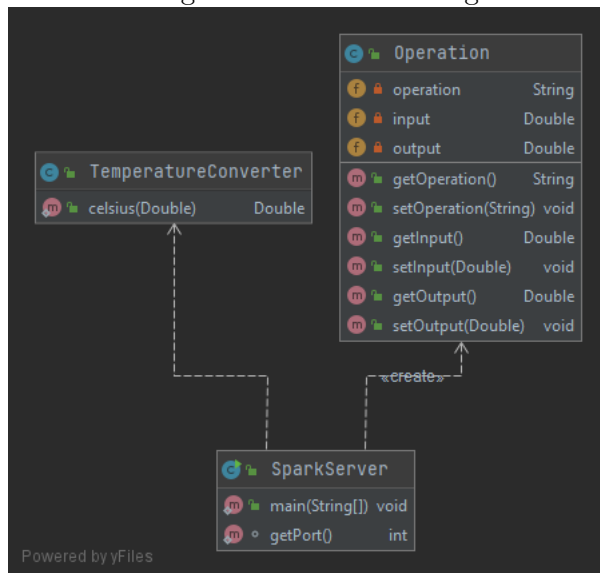 Operation
operation String
input Double
output Double
getOperation() String
setOperation(String) void
getInput() Double
setInput(Double) void
getOutput() Double
setOutput(Double) void
TemperatureConverter
celsius(Double) Double
«create»
SparkServer
main(String[]) void
getPort() int
Powered by yFiles